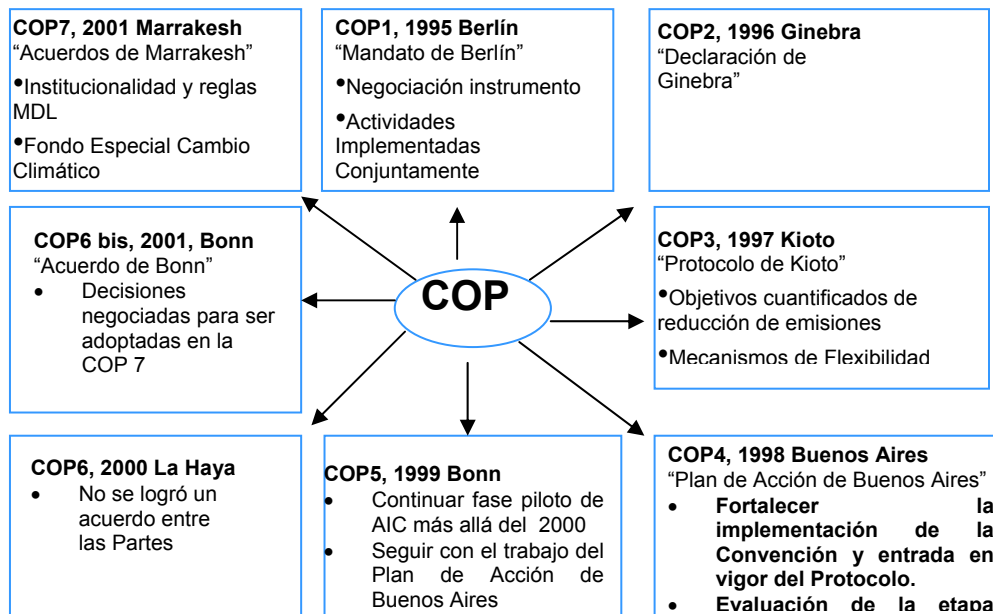 COP7, 2001 Marrakesh
“Acuerdos de Marrakesh”
•Institucionalidad y reglas
MDL
•Fondo Especial Cambio
Climático
COP1, 1995 Berlín
“Mandato de Berlín”
•Negociación instrumento
•Actividades
Implementadas
Conjuntamente
COP2, 1996 Ginebra
“Declaración de
Ginebra”
COP6 bis, 2001, Bonn
“Acuerdo de Bonn”
• Decisiones
negociadas para ser
adoptadas en la
COP 7
COP
COP3, 1997 Kioto
“Protocolo de Kioto”
•Objetivos cuantificados de
reducción de emisiones
•Mecanismos de Flexibilidad
COP6, 2000 La Haya
• No se logró un
acuerdo entre
las Partes
COP5, 1999 Bonn
• Continuar fase piloto de
AIC más allá del 2000
• Seguir con el trabajo del
Plan de Acción de
Buenos Aires
COP4, 1998 Buenos Aires
“Plan de Acción de Buenos Aires”
• Fortalecer la
implementación de la
Convención y entrada en
vigor del Protocolo.
• Evaluación de la etapa